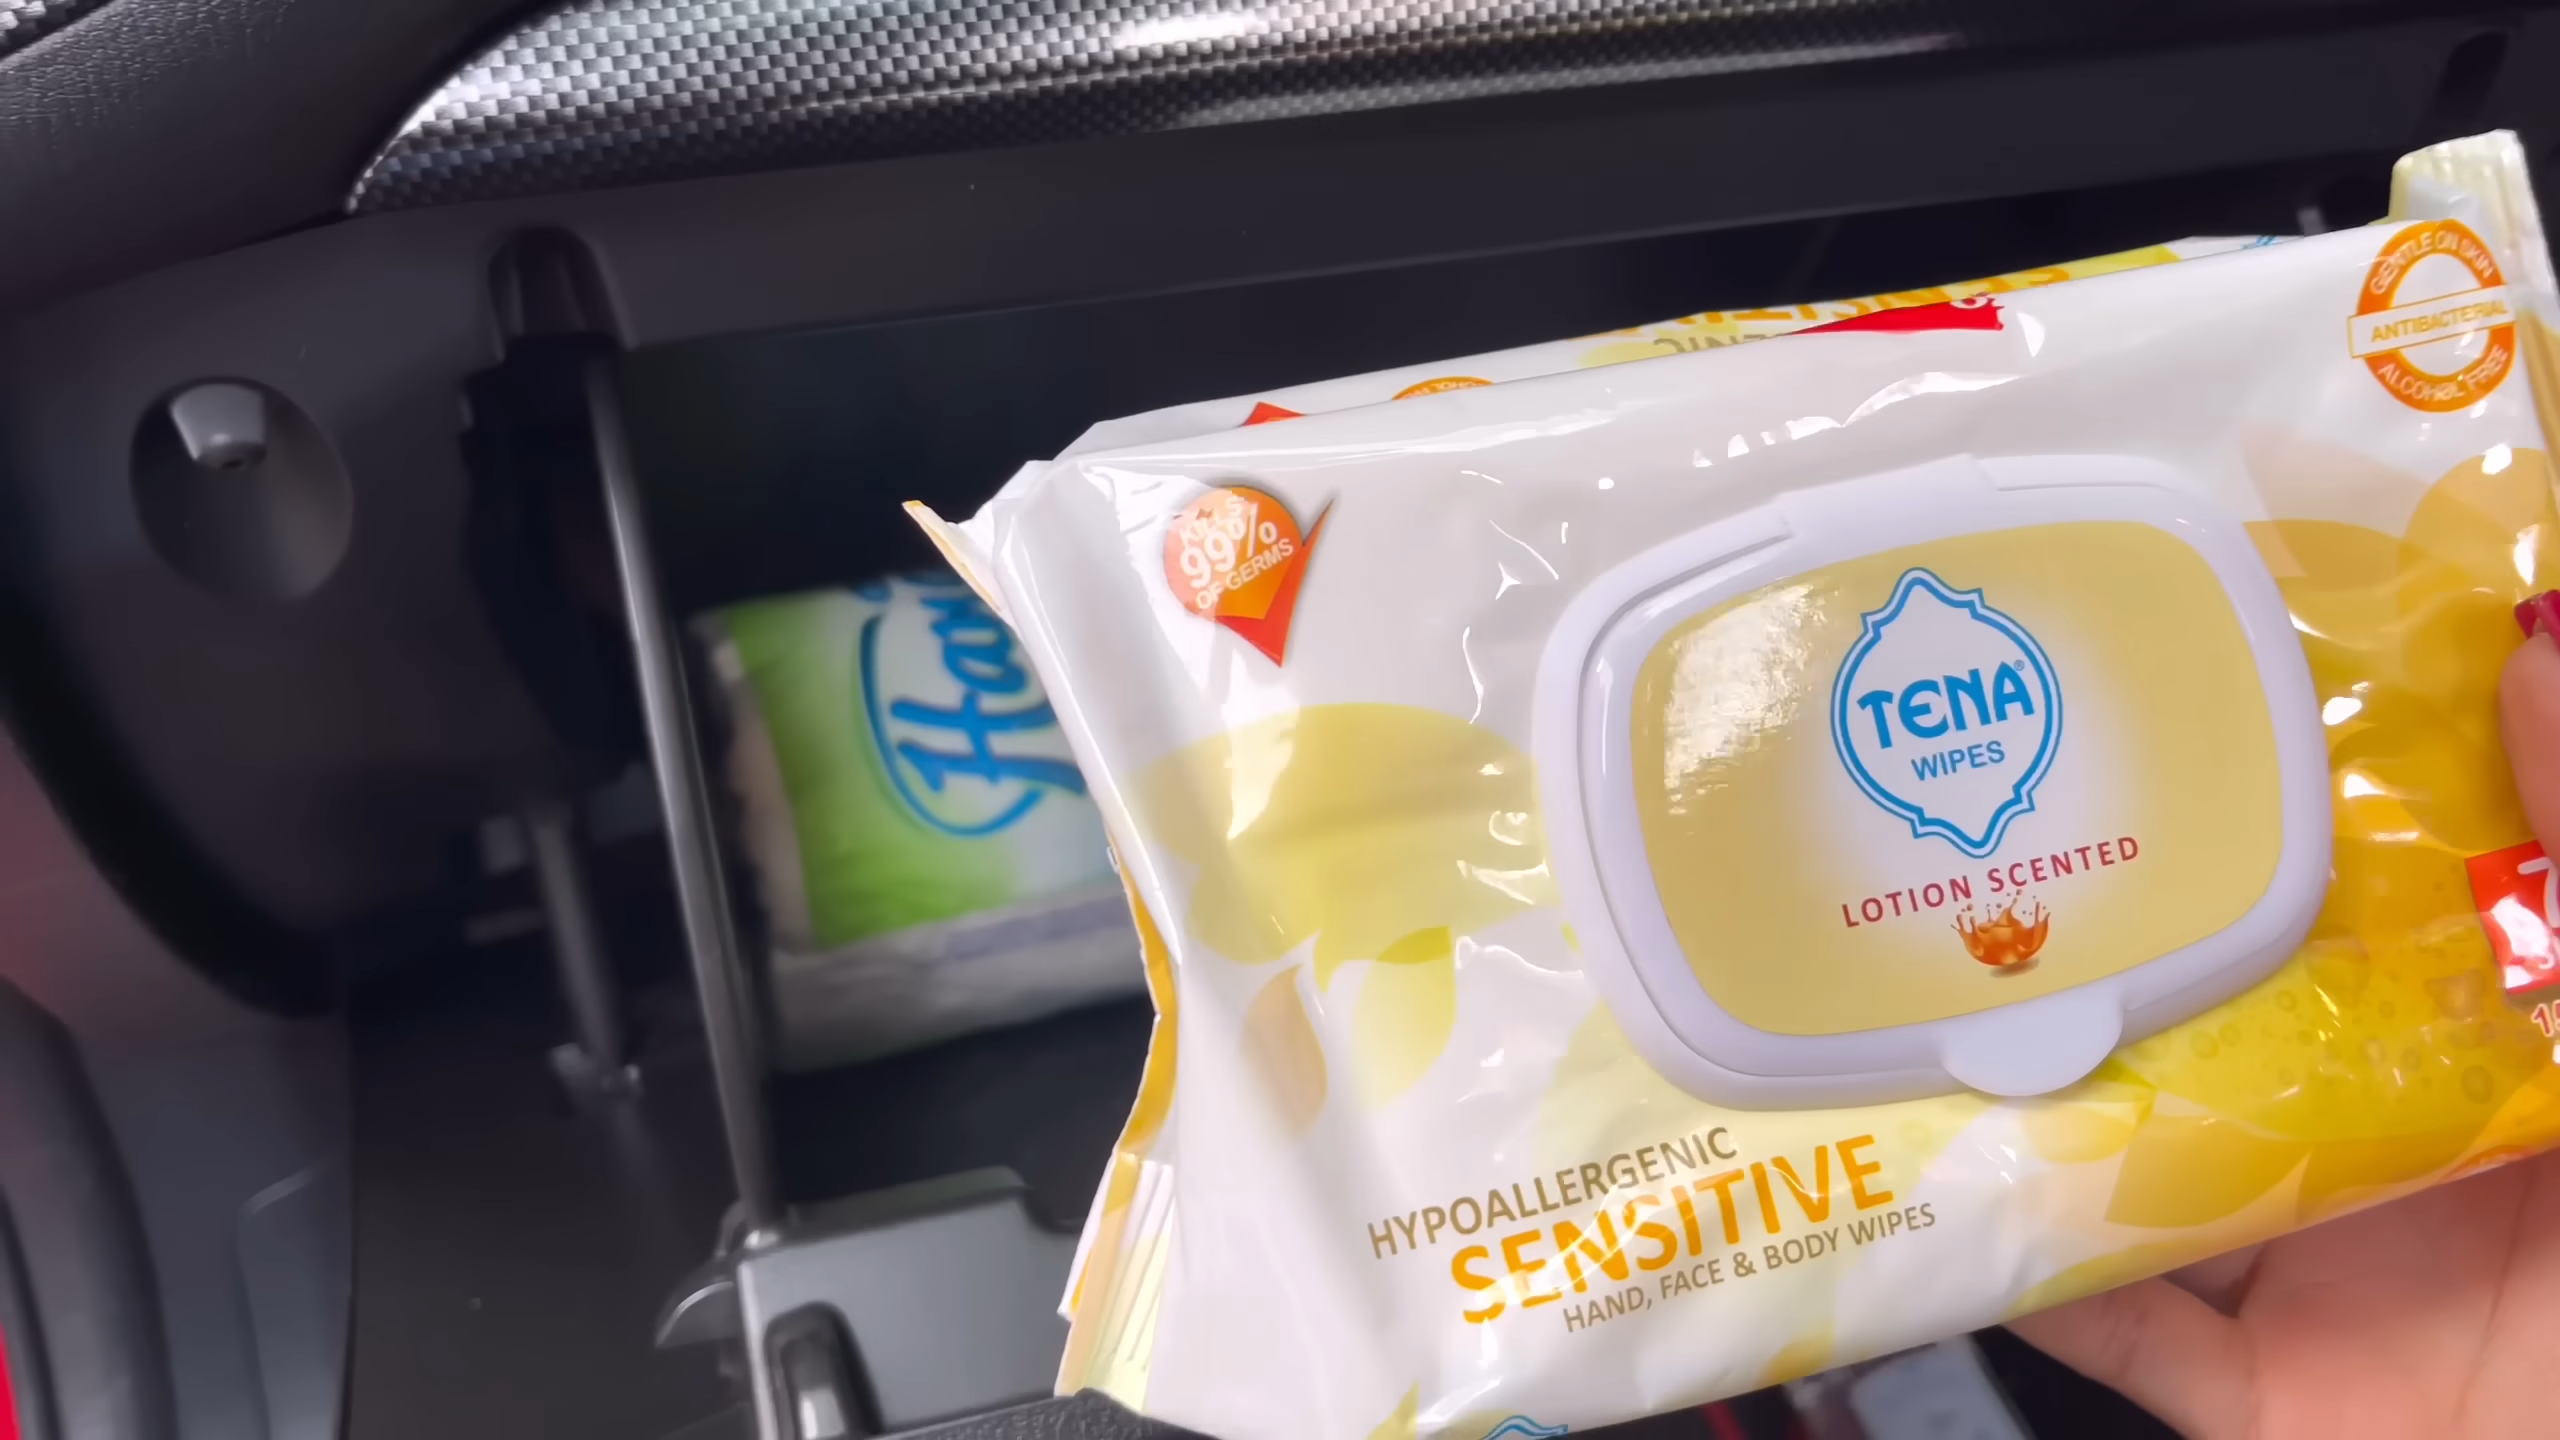 GENTLE ON SKIN
ANTIBACTERIAL
ALCOHOL FREE
KILLS
99%
OF GERMS
TENA®
WIPES
LOTION SCENTED
HYPOALLERGENIC
SENSITIVE
HAND, FACE & BODY WIPES